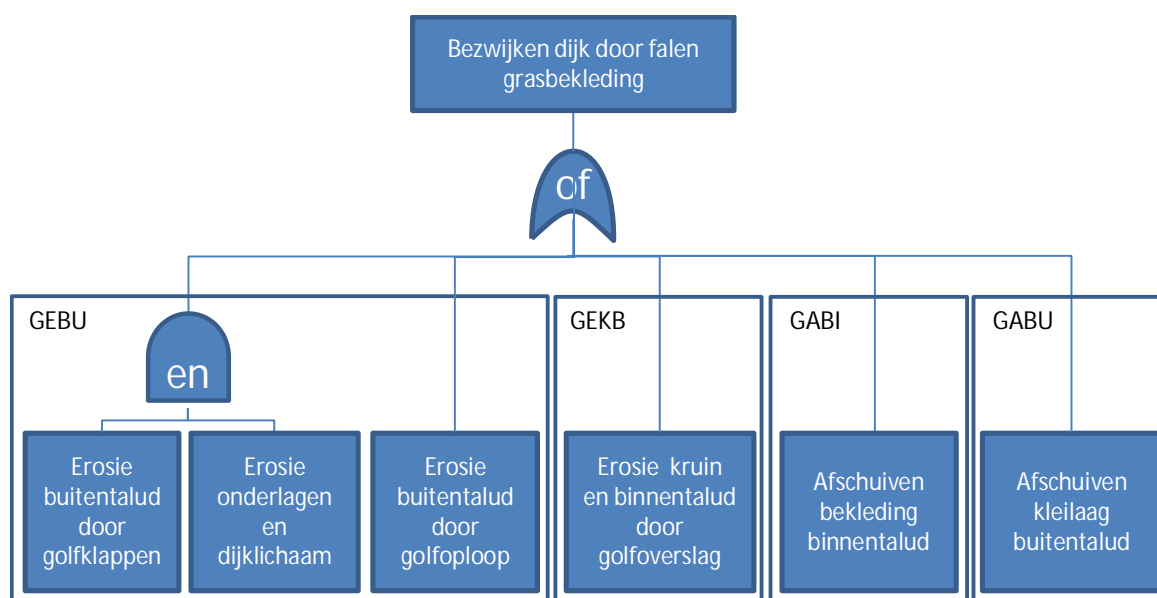 Bezwijken dijk door falen
grasbekleding
of
GEBU
GEKB
GABI
GABU
en
Erosie
buitentalud
door
golfklappen
Erosie
onderlagen
en
dijklichaam
Erosie
buitentalud
door
golfoploop
Erosie kruin
en binnentalud
door
golfoverslag
Afschuiven
bekleding
binnentalud
Afschuiven
kleilaag
buitentalud